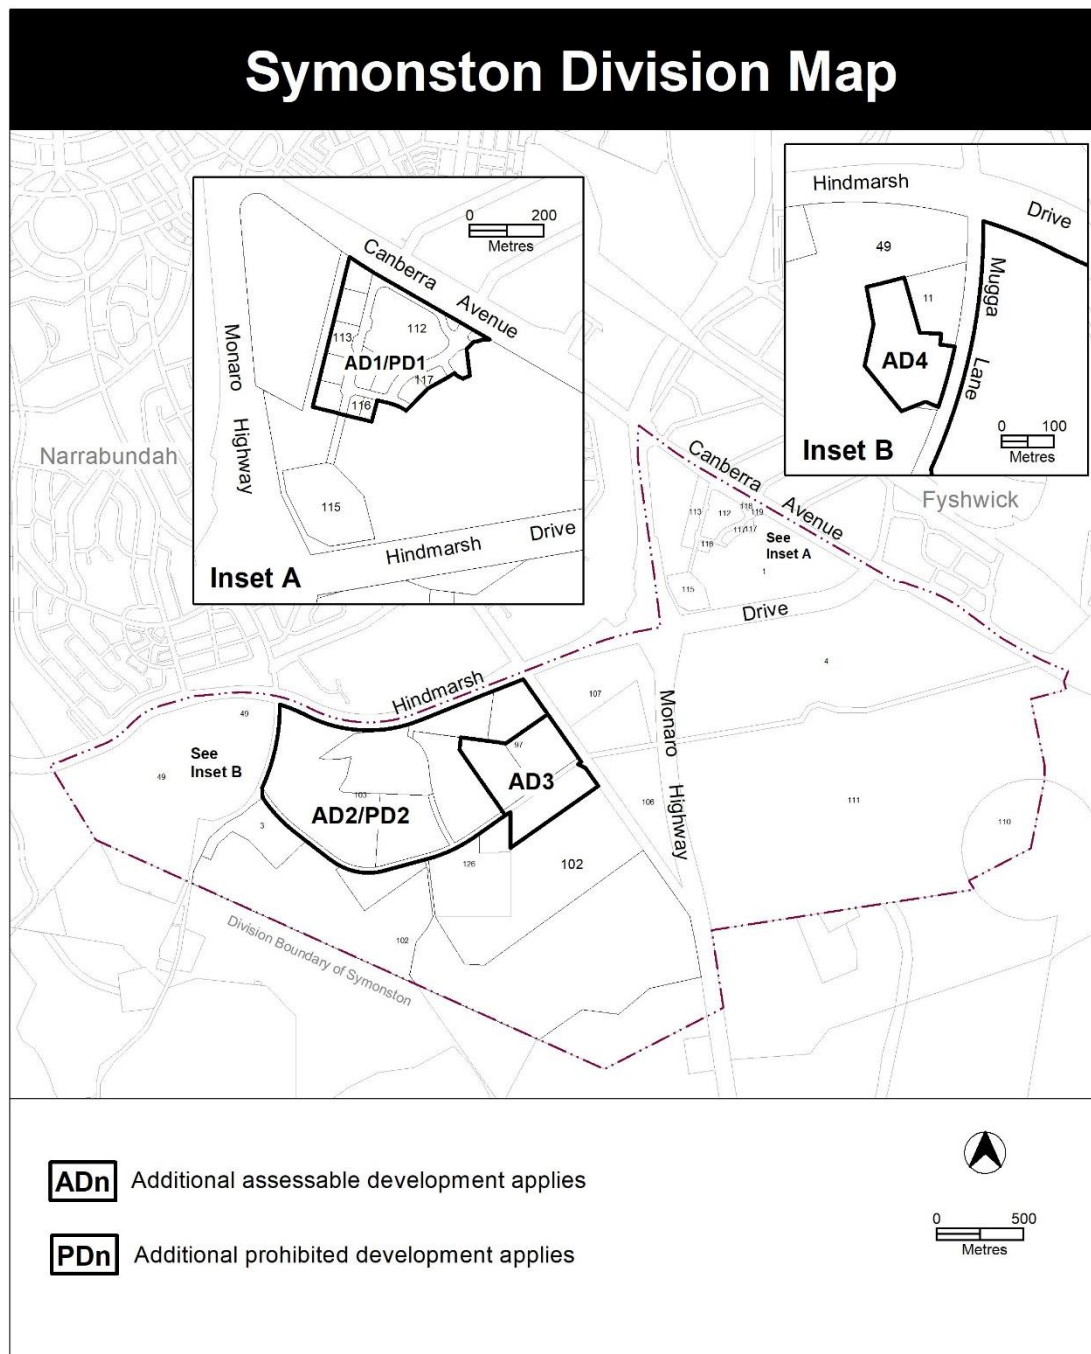 Symonston Division Map
0 200
Metres
Canberra Avenue
Monaro Highway
112
113
AD1/PD1
117
116
115
Hindmarsh Drive
Inset A
Hindmarsh Drive
49
Mugga Lane
11
AD4
0 100
Metres
Inset B
Narrabundah
Fyshwick
Canberra Avenue
113
112
118
119
117
117
116
See
Inset A
1
115
Drive
4
Hindmarsh
107
Monaro Highway
49
See
Inset B
49
97
AD3
103
AD2/PD2
3
106
111
110
126
102
102
Division Boundary of Symonston
ADn Additional assessable development applies
PDn Additional prohibited development applies
0 500
Metres